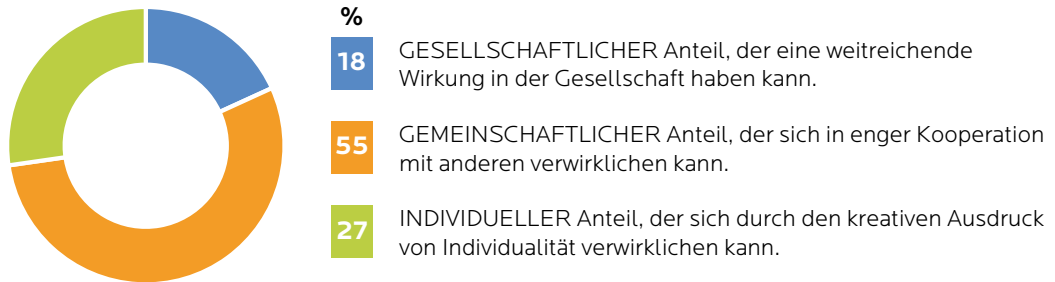 %
18 GESELLSCHAFTLICHER Anteil, der eine weitreichende
Wirkung in der Gesellschaft haben kann.
55 GEMEINSCHAFTLICHER Anteil, der sich in enger Kooperation
mit anderen verwirklichen kann.
27 INDIVIDUELLER Anteil, der sich durch den kreativen Ausdruck
von Individualität verwirklichen kann.